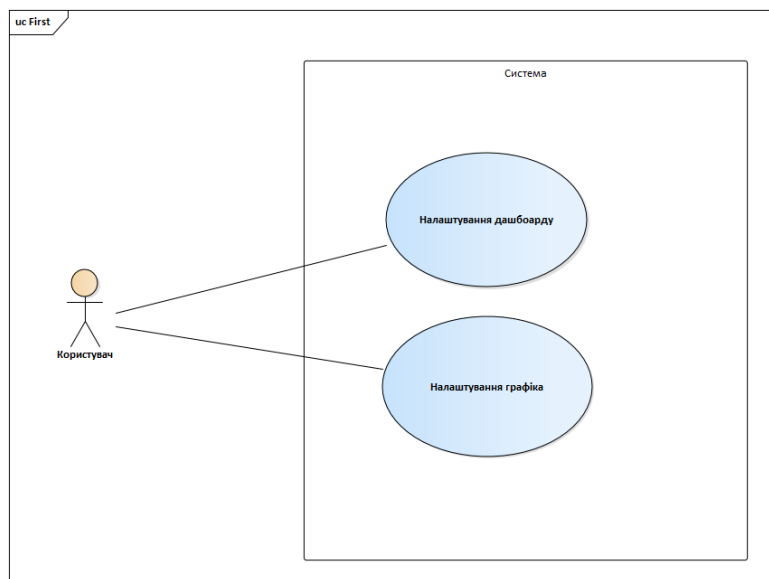 uc First
Система
Налаштування дашбоарду
Користувач
Налаштування графіка